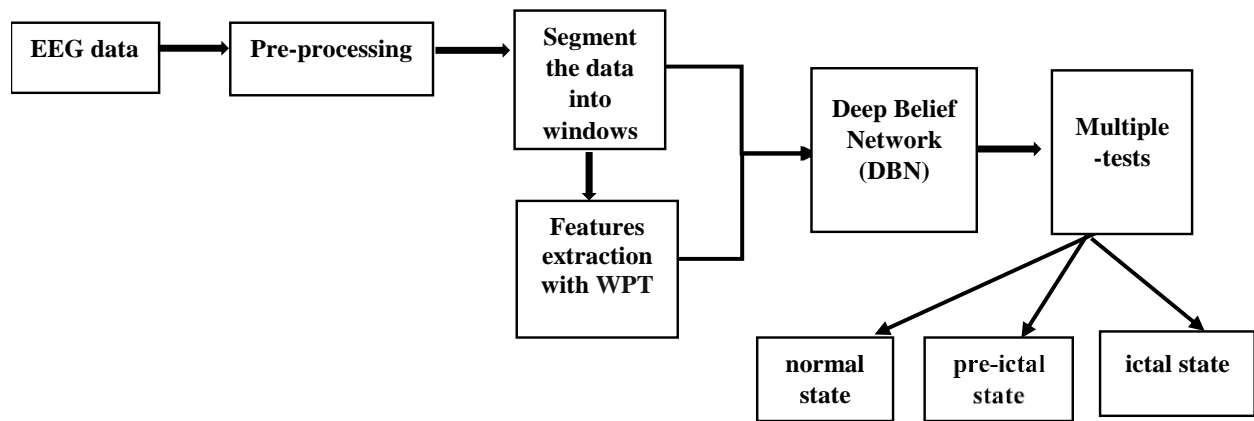 EEG data
Pre-processing
Segment
the data
into
windows
Features
extraction
with WPT
Deep Belief
Network
(DBN)
Multiple
-tests
normal
state
pre-ictal
state
ictal state